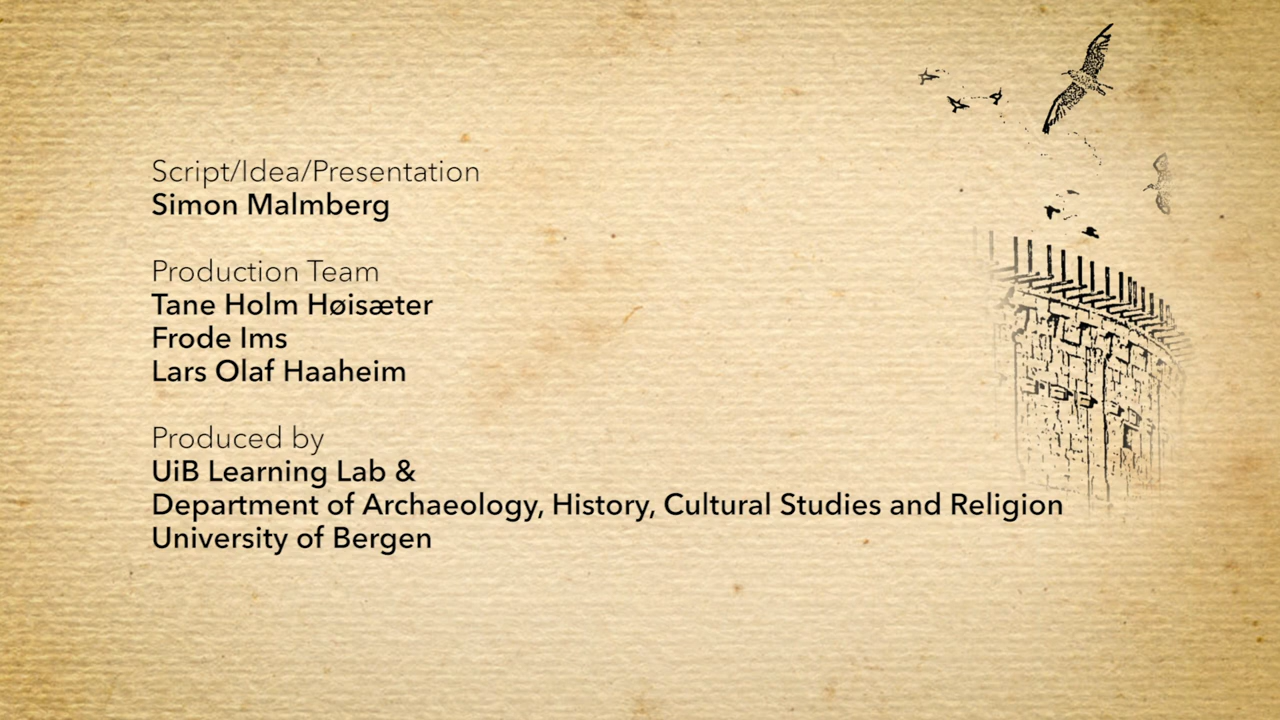 Script/Idea/Presentation
Simon Malmberg
Production Team
Tane Holm Høisæter
Frode Ims
Lars Olaf Haaheim
Produced by
UiB Learning Lab &
Department of Archaeology, History, Cultural Studies and Religion
University of Bergen